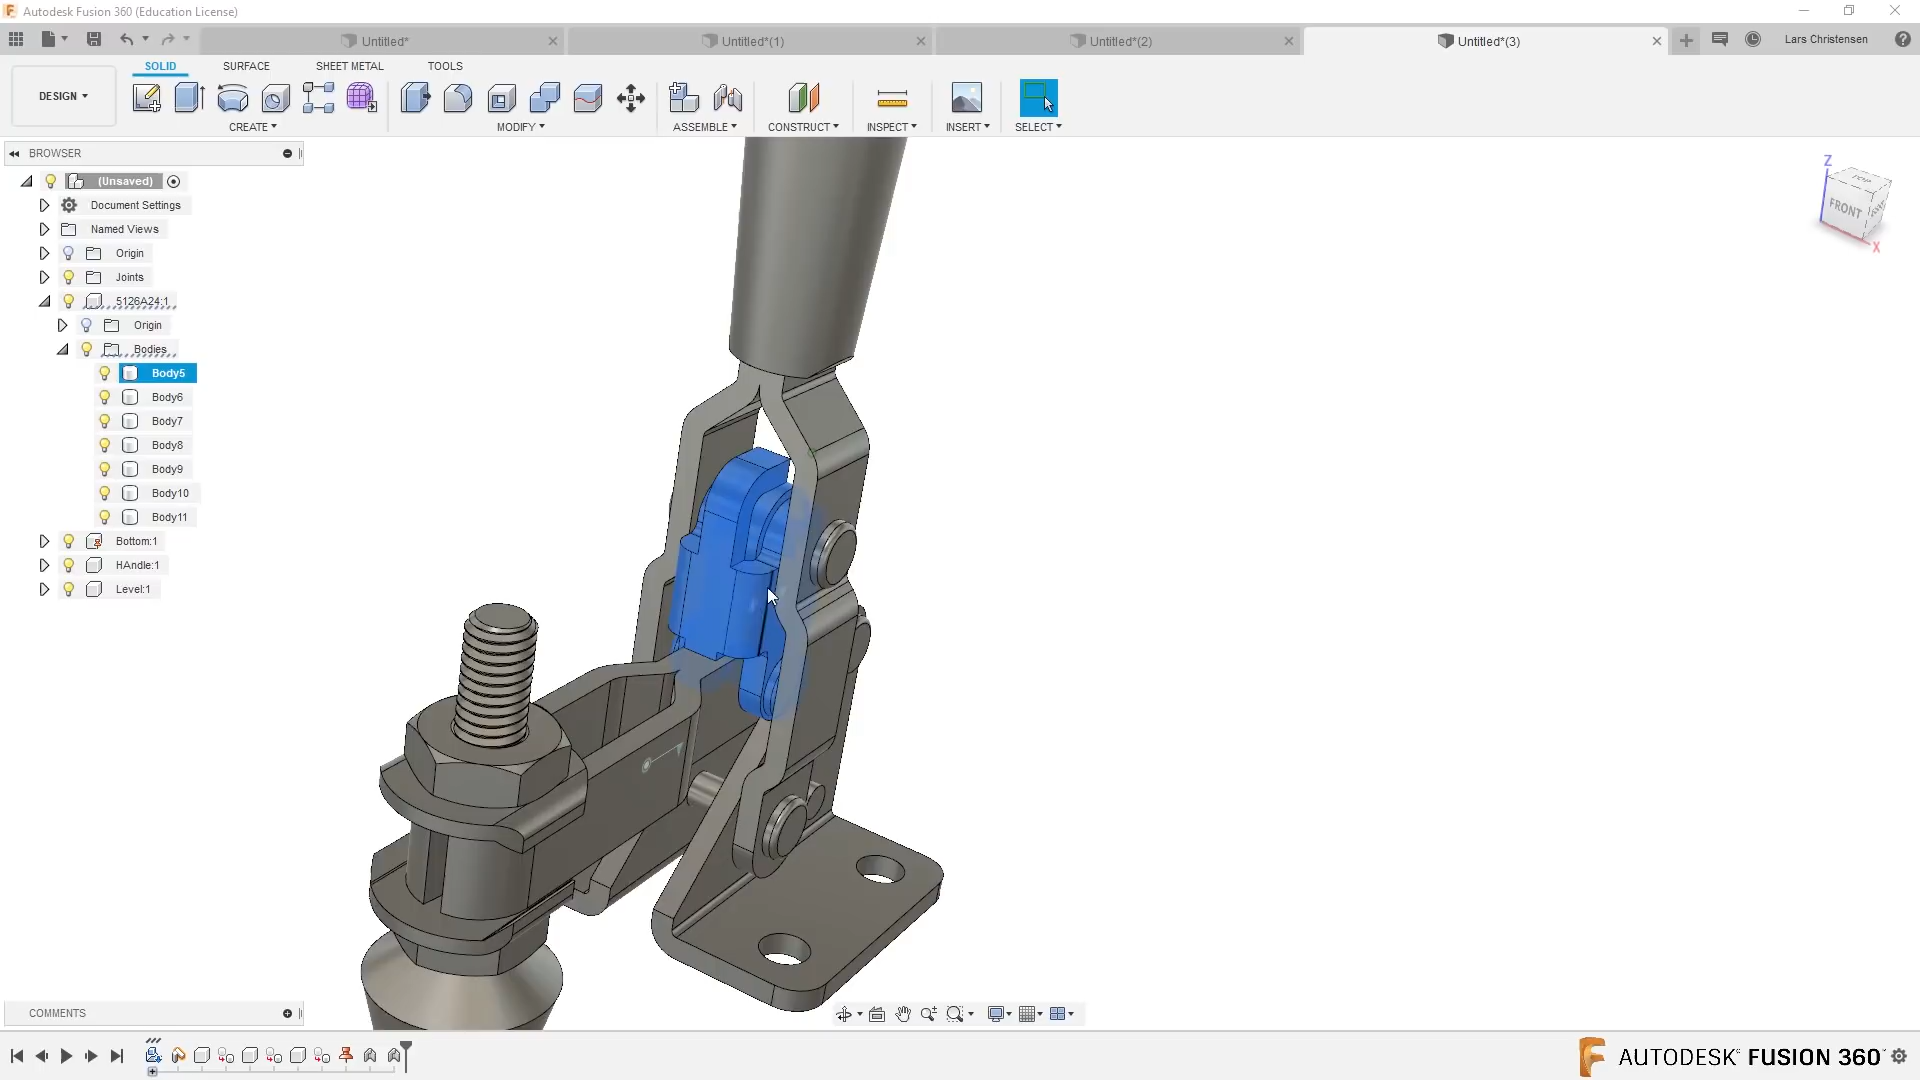 Autodesk Fusion 360 (Education License)
Untitled*
Untitled*(1)
Untitled*(2)
Untitled*(3)
Lars Christensen
DESIGN
SOLID
SURFACE
SHEET METAL
TOOLS
CREATE
MODIFY
ASSEMBLE
CONSTRUCT
INSPECT
INSERT
SELECT
BROWSER
(Unsaved)
Document Settings
Named Views
Origin
Joints
5126A24:1
Origin
Bodies
Body5
Body6
Body7
Body8
Body9
Body10
Body11
Bottom:1
HAndle:1
Level:1
Z
TOP
FRONT
X
COMMENTS
AUTODESK® FUSION 360™